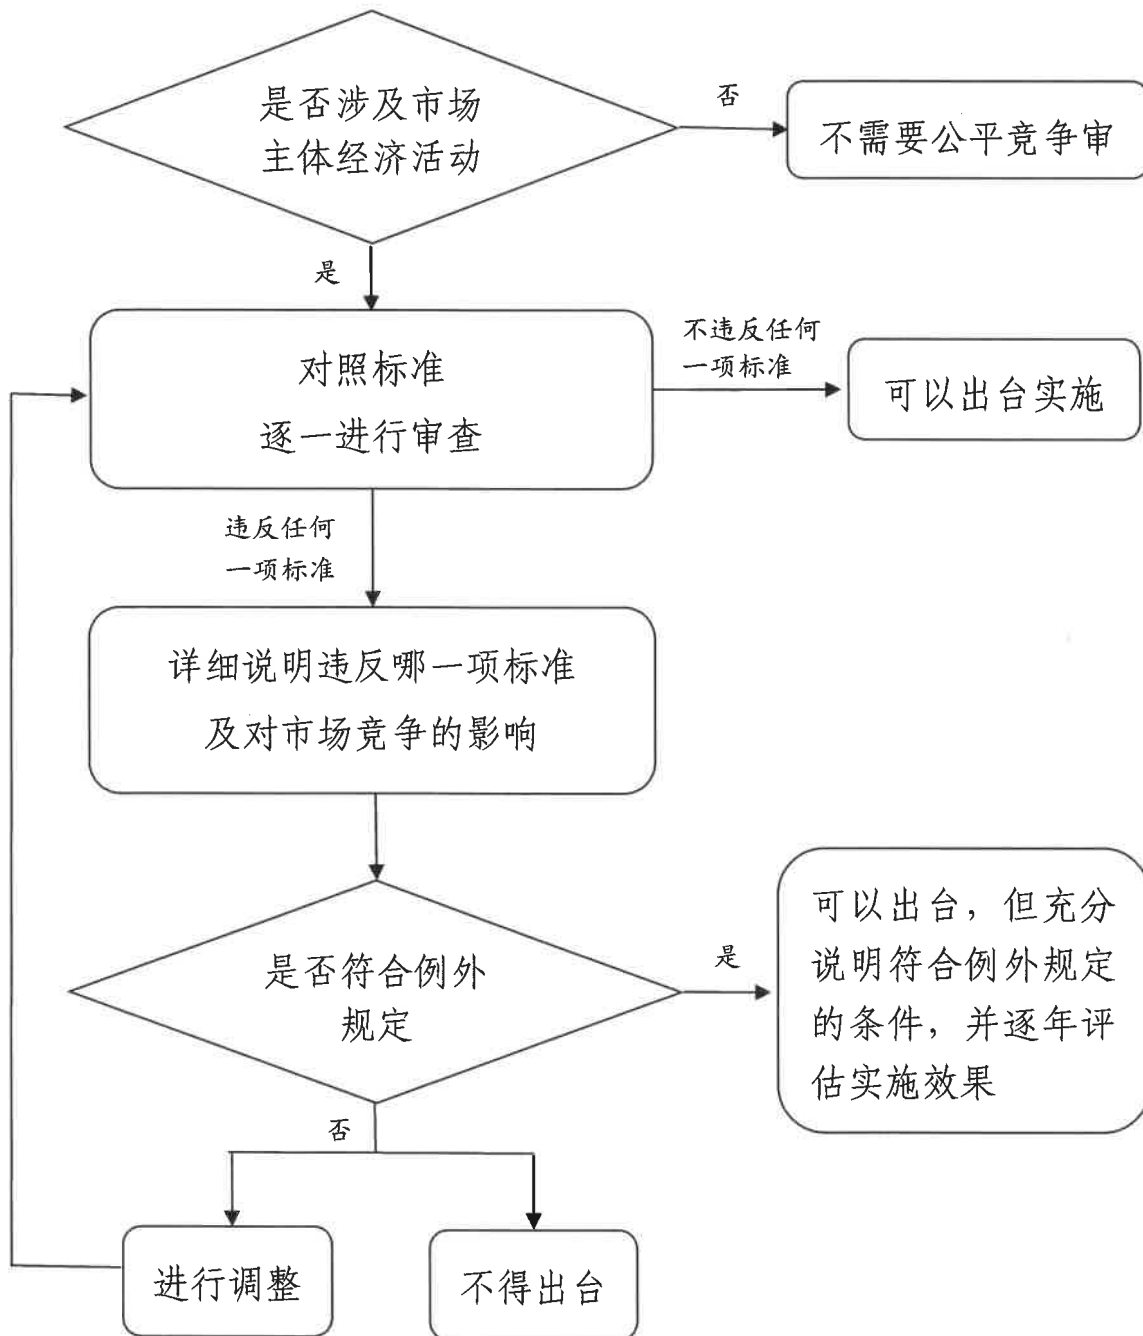 是否涉及市场
主体经济活动
否
不需要公平竞争审
是
对照标准
逐一进行审查
不违反任何
一项标准
可以出台实施
违反任何
一项标准
详细说明违反哪一项标准
及对市场竞争的影响
是否符合例外
规定
是
可以出台，但充分
说明符合例外规定
的条件，并逐年评
估实施效果
否
进行调整
不得出台